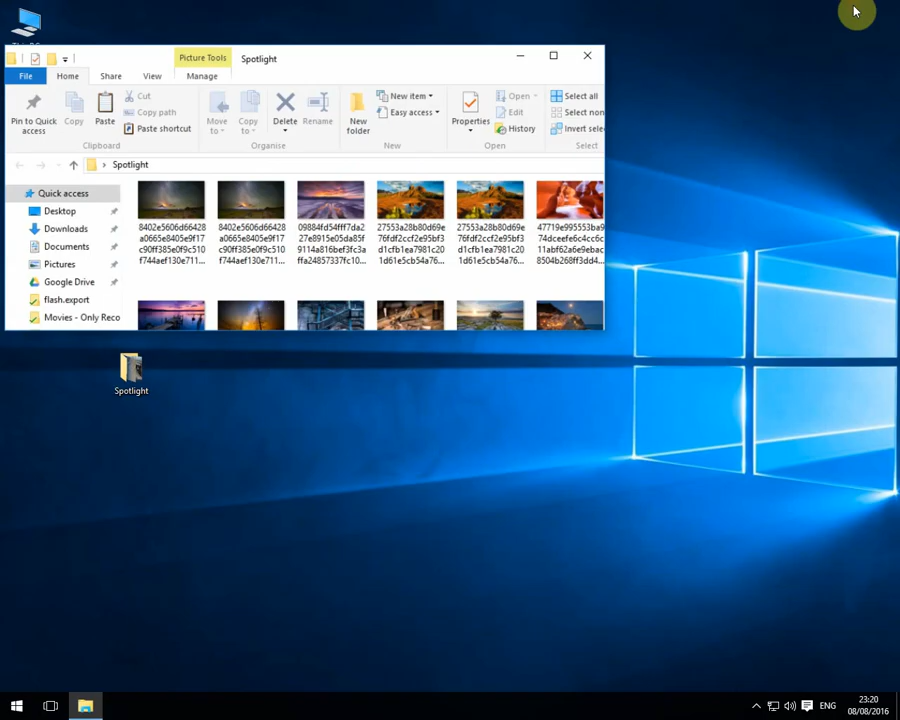 Picture Tools
Spotlight
File
Home
Share
View
Manage
Pin to Quick
access
Copy
Paste
Cut
Copy path
Paste shortcut
Clipboard
Move
to
Copy
to
Delete
Rename
Organise
New
folder
New item
Easy access
New
Properties
Open
Edit
History
Open
Select all
Select non
Invert sele
Select
Spotlight
Quick access
Desktop
Downloads
Documents
Pictures
Google Drive
flash.export
Movies - Only Reco
8402e5606d66428
a0665e8405e9f17
c90ff385e0f9c510
f744aef130e711...
8402e5606d66428
a0665e8405e9f17
c90ff385e0f9c510
f744aef130e711...
09884fd54fff7da2
27e8915e05da85f
9114a816bef3fc3a
ffa24857337fc10...
27553a28b80d69e
76fdf2ccf2e95bf3
d1cfb1ea7981c20
1d61e5cb54a76...
27553a28b80d69e
76fdf2ccf2e95bf3
d1cfb1ea7981c20
1d61e5cb54a76...
47719e995553ba9
74dceefe6c4cc6c
11abf62a6e9ebac
8504b268ff3dd4...
Spotlight
ENG
23:20
08/08/2016